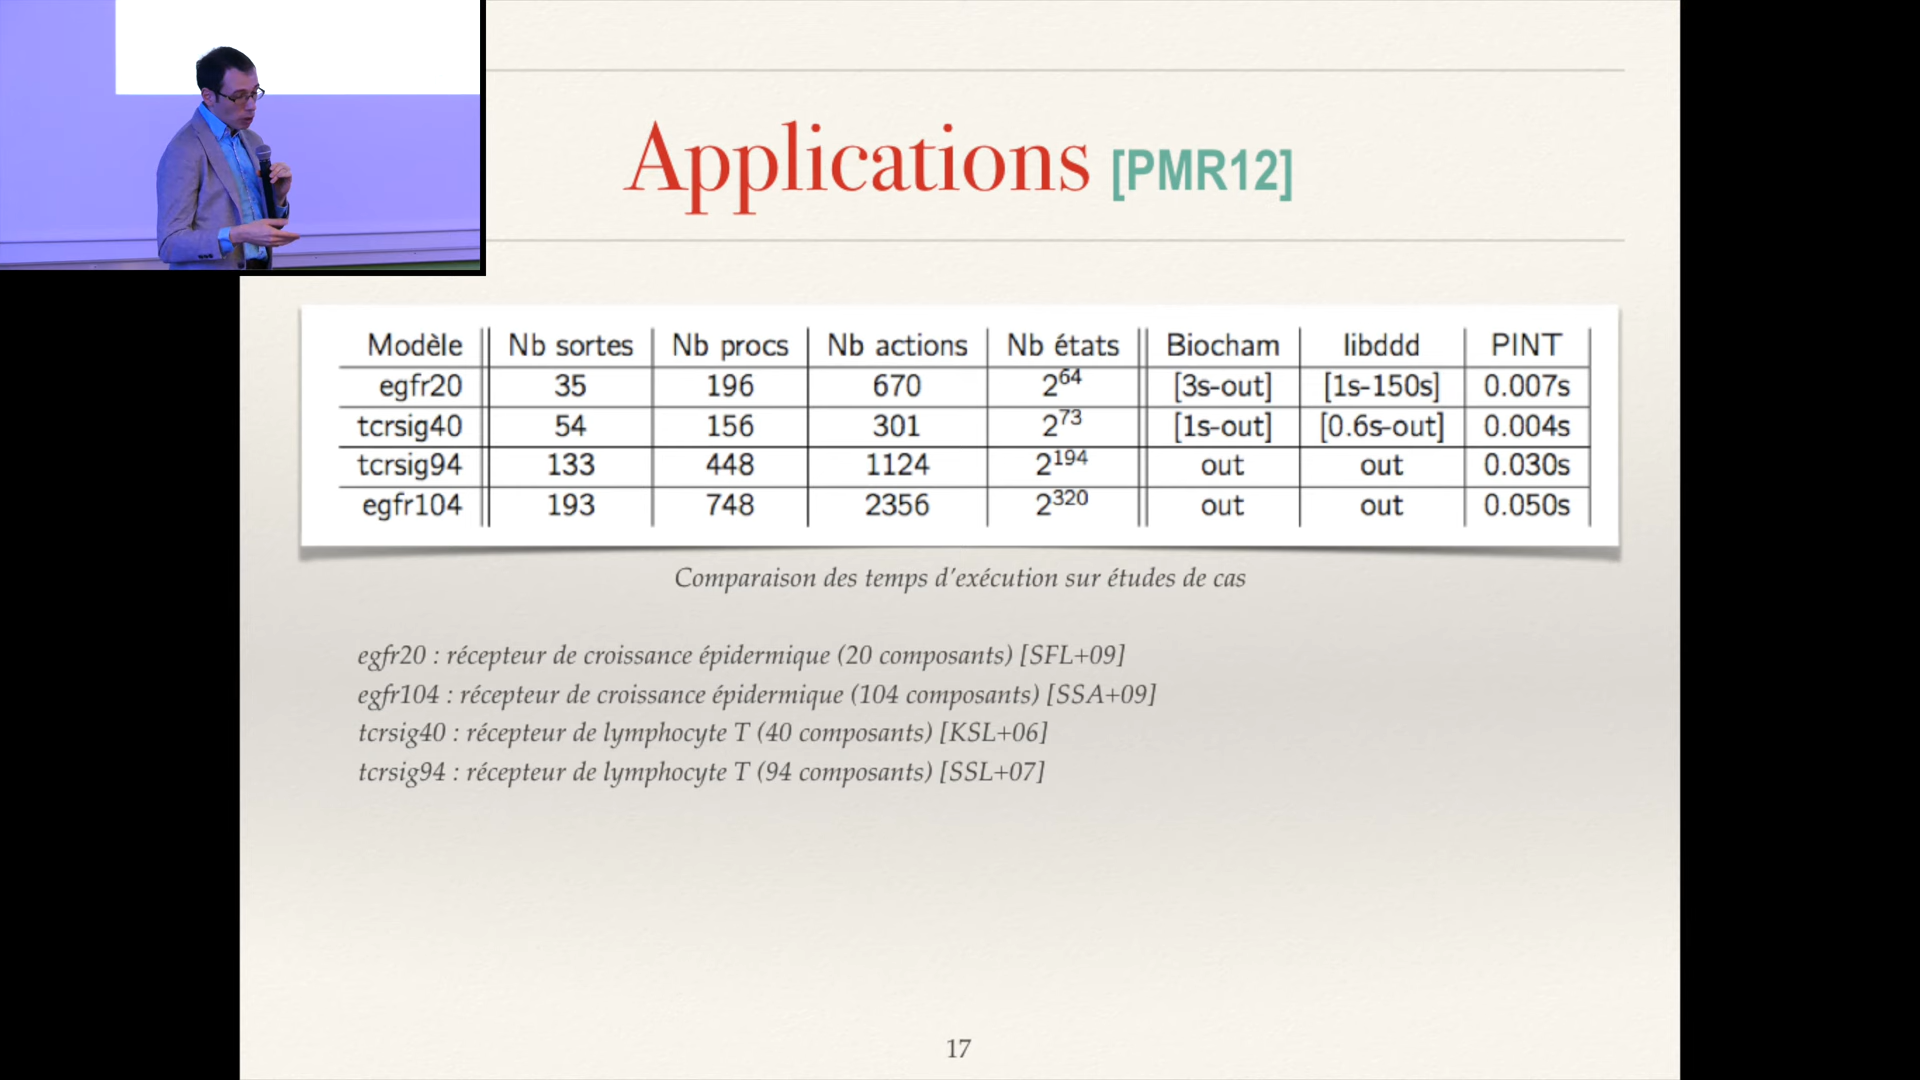 Applications [PMR12]
Modèle Nb sortes Nb procs Nb actions Nb états Biocham libddd PINT
egfr20 35 196 670 2^64 [3s-out] [1s-150s] 0.007s
tcrsig40 54 156 301 2^73 [1s-out] [0.6s-out] 0.004s
tcrsig94 133 448 1124 2^194 out out 0.030s
egfr104 193 748 2356 2^320 out out 0.050s
Comparaison des temps d'exécution sur études de cas
egfr20 : récepteur de croissance épidermique (20 composants) [SFL+09]
egfr104 : récepteur de croissance épidermique (104 composants) [SSA+09]
tcrsig40 : récepteur de lymphocyte T (40 composants) [KSL+06]
tcrsig94 : récepteur de lymphocyte T (94 composants) [SSL+07]
17